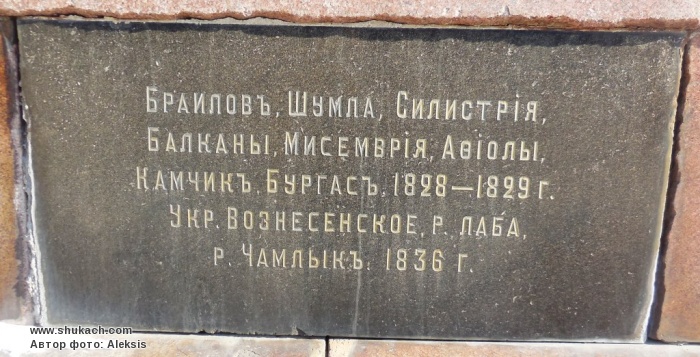 Браиловъ, Шумла, Силистрія,
Балканы, Мисемврія, Аѳіолы,
Камчикъ, Бургасъ, 1828—1829 г.
Укр. Вознесенское, р. Лаба,
р. Чамлыкъ. 1836 г.
www.shukach.com
Автор фото: Aleksis